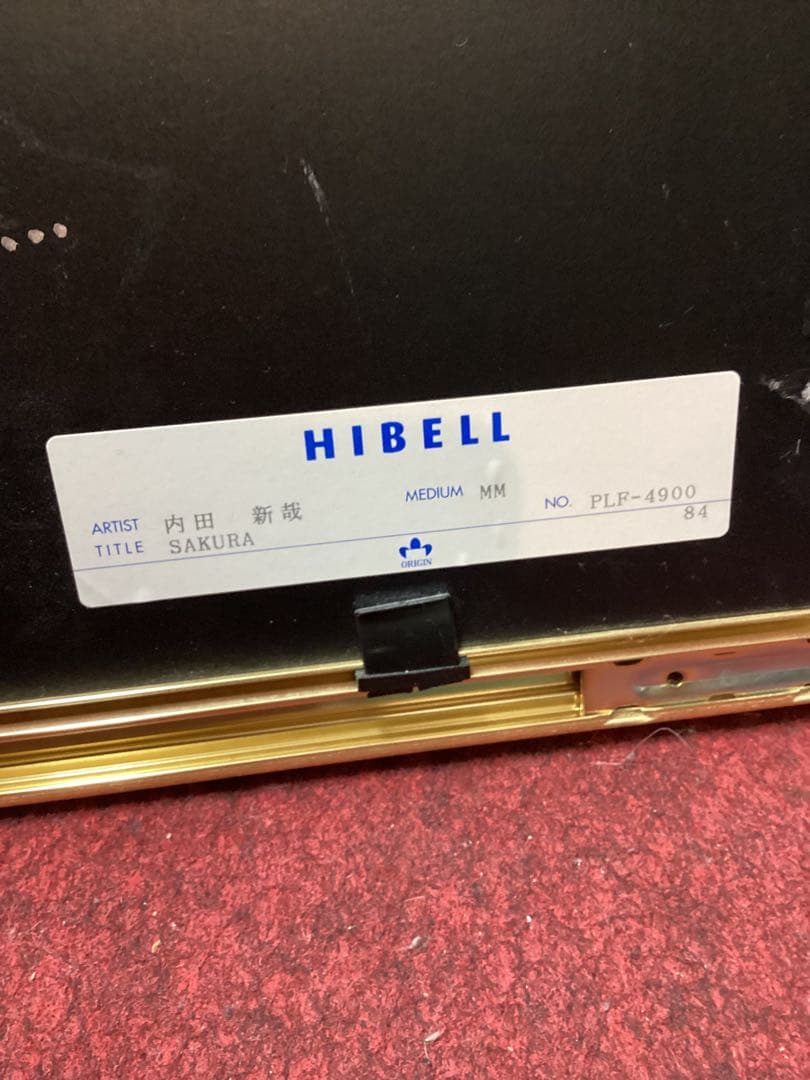 HIBELL
ARTIST 内田 新哉 MEDIUM MM NO. PLF-4900
TITLE SAKURA 84
ORIGIN